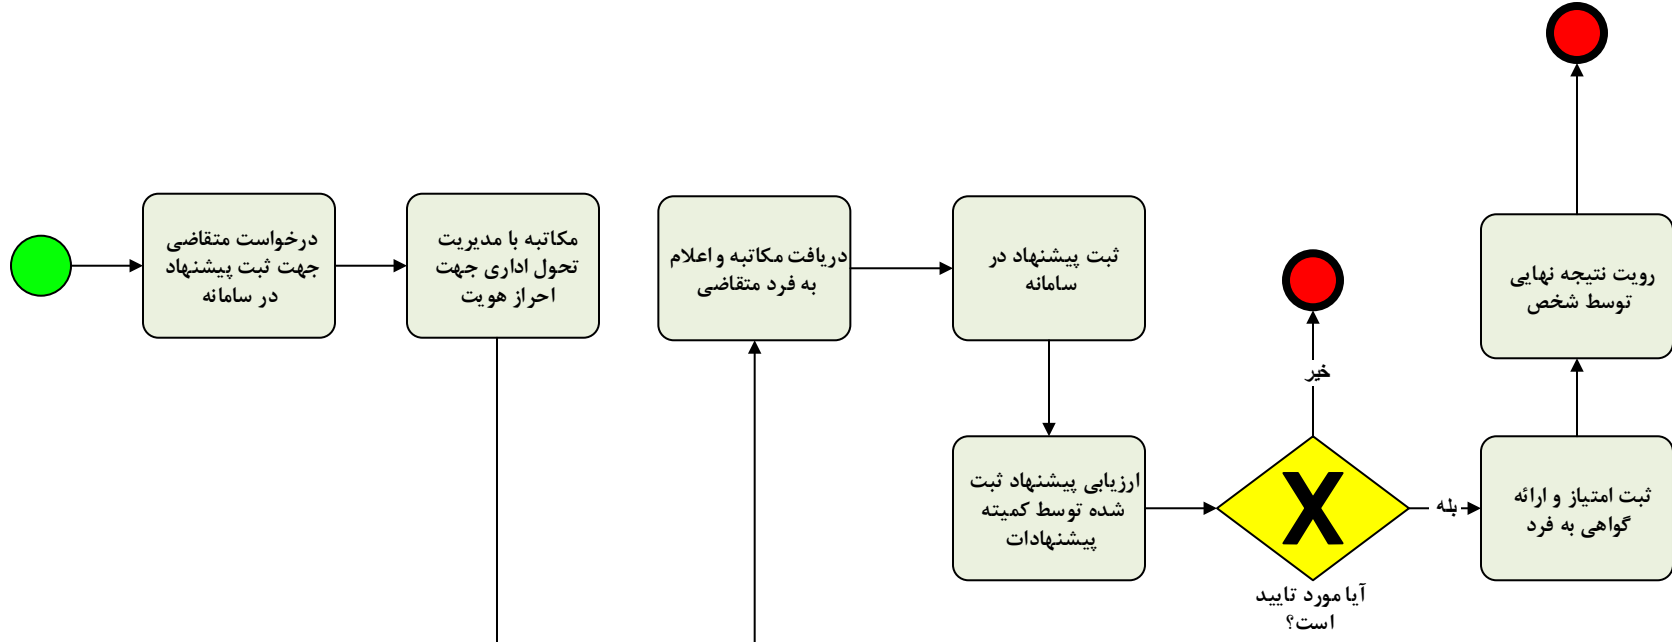 درخواست متقاضی
جهت ثبت پیشنهاد
در سامانه
مکاتبه با مدیریت
تحول اداری جهت
احراز هویت
دریافت مکاتبه و اعلام
به فرد متقاضی
ثبت پیشنهاد در
سامانه
ارزیابی پیشنهاد ثبت
شده توسط کمیته
پیشنهادات
X
آیا مورد تایید
است؟
خیر
بله
ثبت امتیاز و ارائه
گواهی به فرد
رویت نتیجه نهایی
توسط شخص